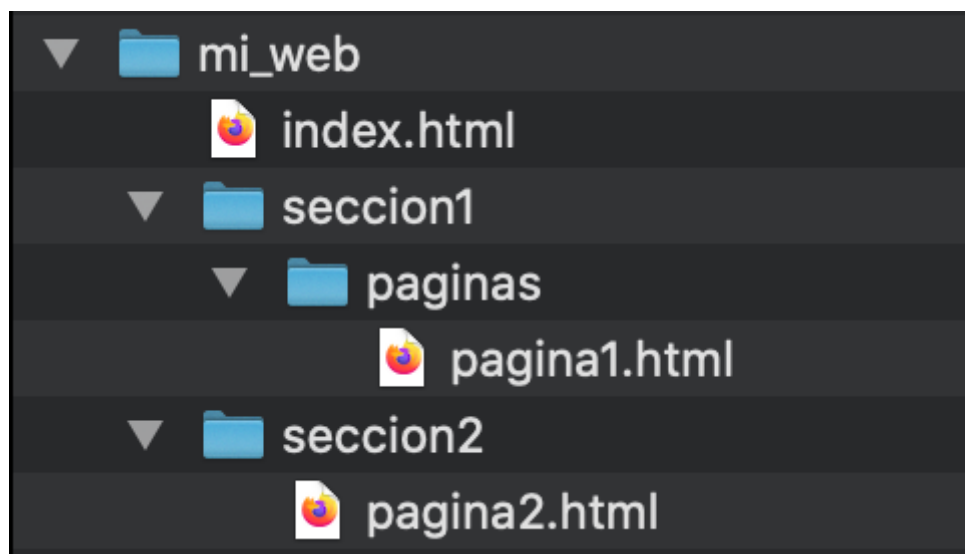 mi_web
index.html
seccion1
paginas
pagina1.html
seccion2
pagina2.html